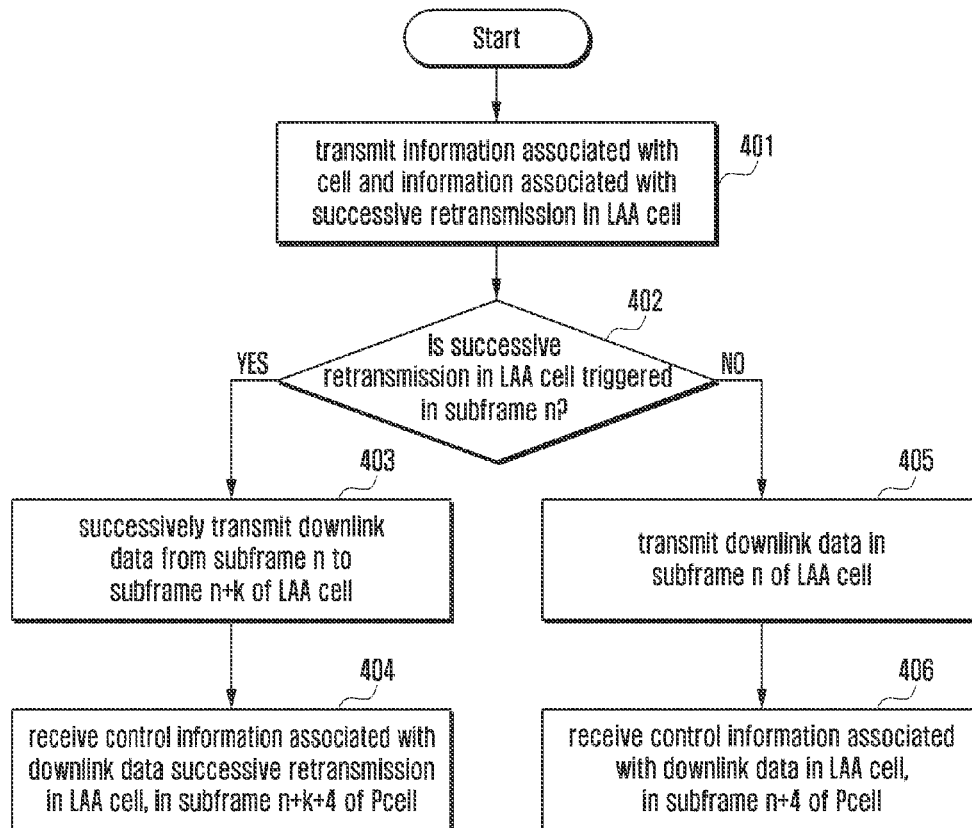 Start
401
transmit information associated with
cell and information associated with
successive retransmission in LAA cell
402
is successive
retransmission in LAA cell triggered
in subframe n?
YES
NO
403
successively transmit downlink
data from subframe n to
subframe n+k of LAA cell
405
transmit downlink data in
subframe n of LAA cell
404
receive control information associated with
downlink data successive retransmission
in LAA cell, in subframe n+k+4 of Pcell
406
receive control information associated
with downlink data in LAA cell,
in subframe n+4 of Pcell